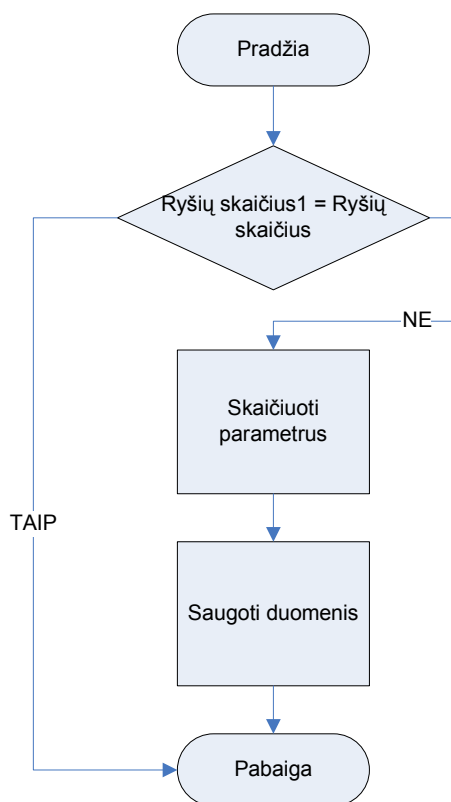 Pradžia
Ryšių skaičius1 = Ryšių
skaičius
NE
Skaičiuoti
parametrus
TAIP
Saugoti duomenis
Pabaiga